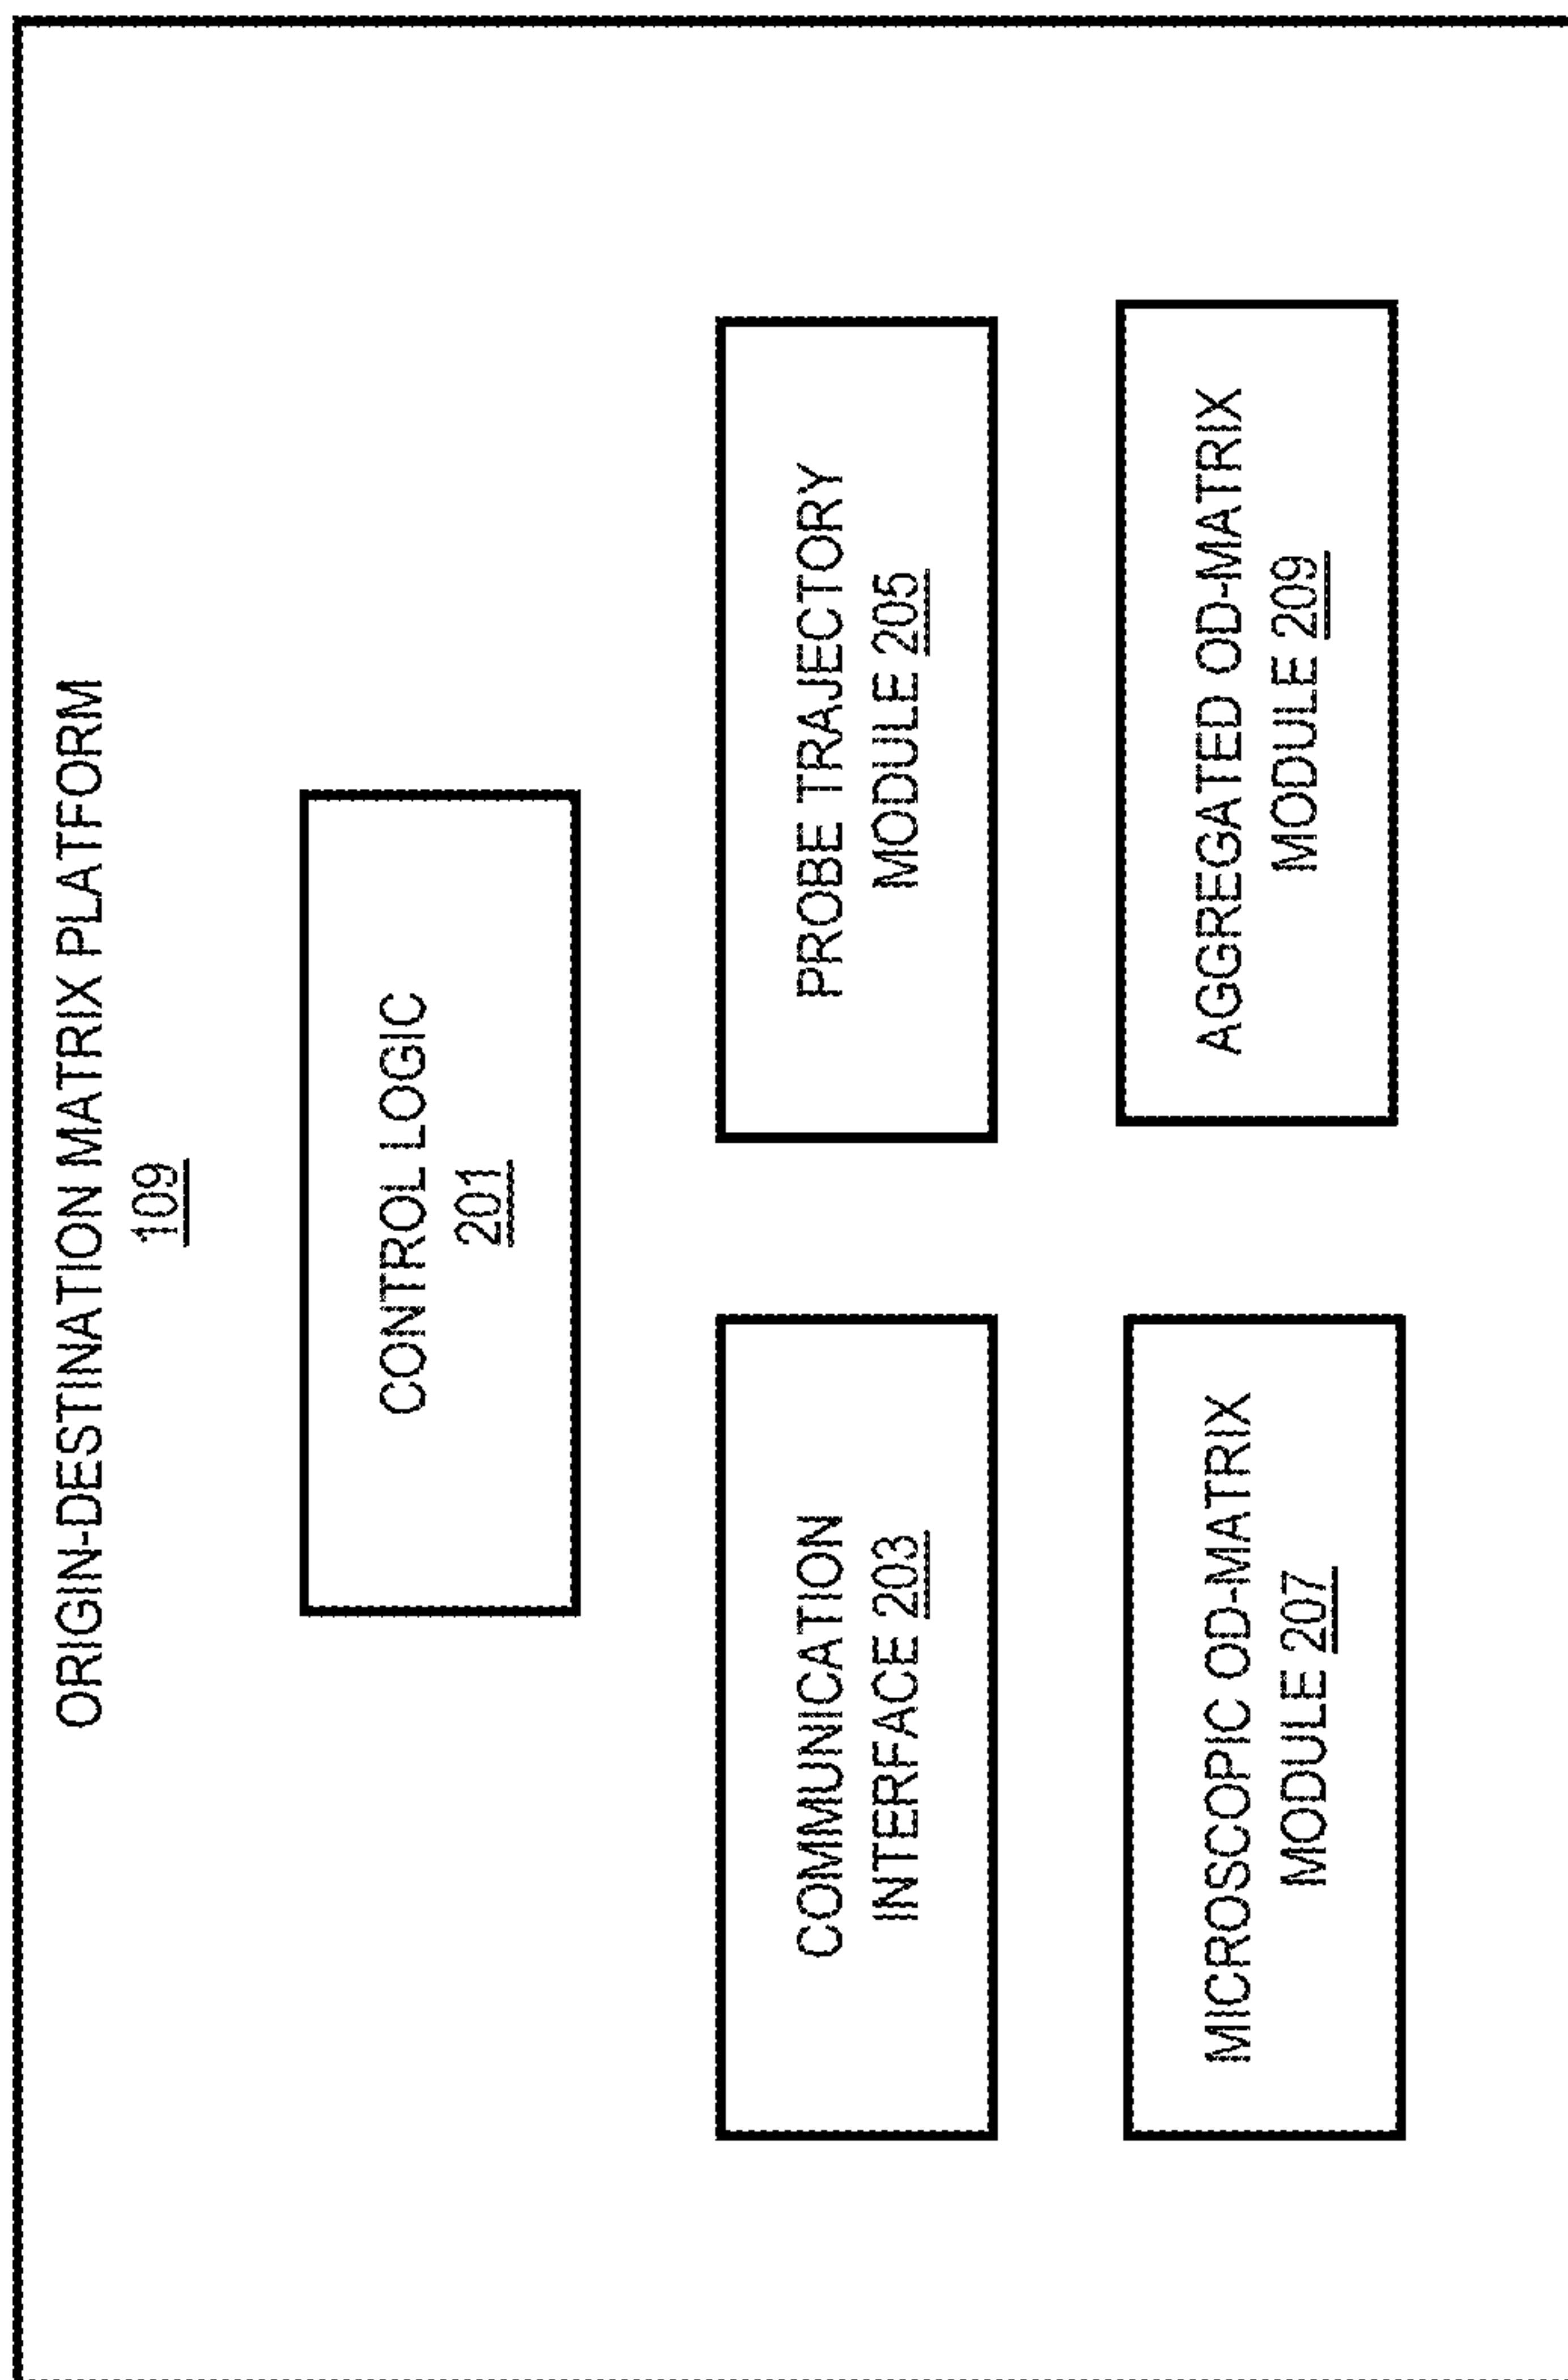 ORIGIN-DESTINATION MATRIX PLATFORM
109
CONTROL LOGIC
201
COMMUNICATION
INTERFACE 203
PROBE TRAJECTORY
MODULE 205
MICROSCOPIC OD-MATRIX
MODULE 207
AGGREGATED OD-MATRIX
MODULE 209